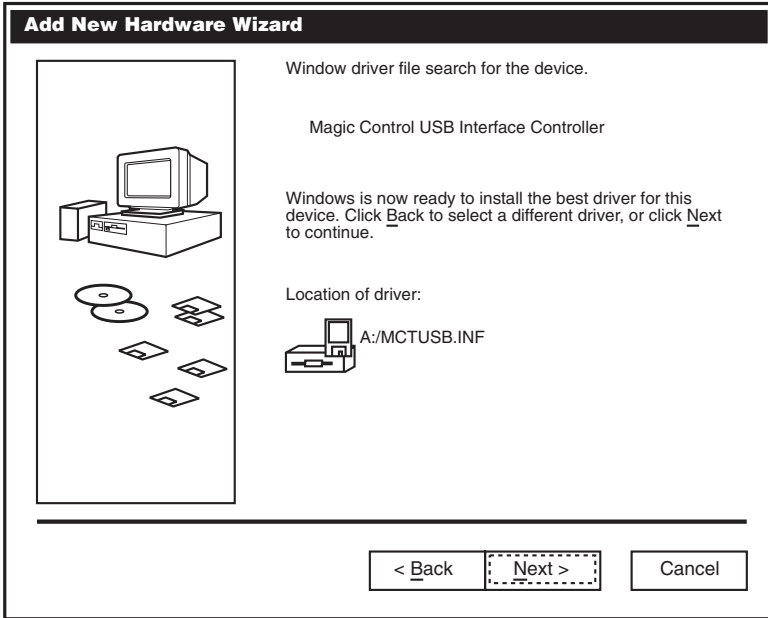 Add New Hardware Wizard
Window driver file search for the device.
Magic Control USB Interface Controller
Windows is now ready to install the best driver for this
device. Click Back to select a different driver, or click Next
to continue.
Location of driver:
A:/MCTUSB.INF
< Back
Next >
Cancel